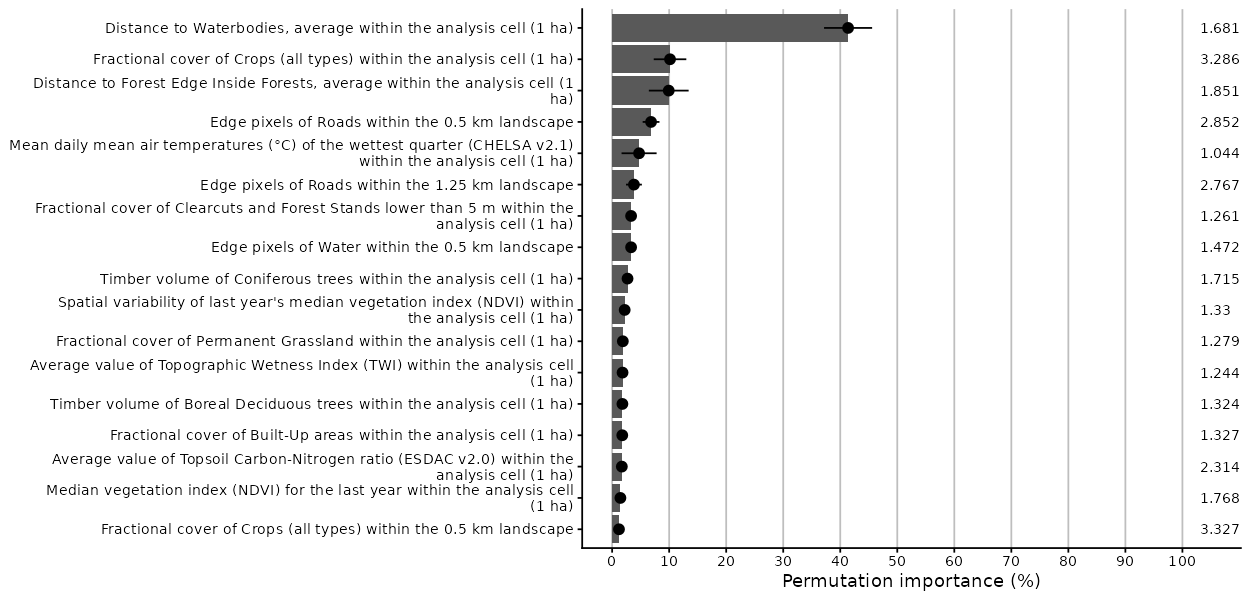 Distance to Waterbodies, average within the analysis cell (1 ha)
1.681
Fractional cover of Crops (all types) within the analysis cell (1 ha)
3.286
Distance to Forest Edge Inside Forests, average within the analysis cell (1
ha)
1.851
Edge pixels of Roads within the 0.5 km landscape
2.852
Mean daily mean air temperatures (°C) of the wettest quarter (CHELSA v2.1)
within the analysis cell (1 ha)
1.044
Edge pixels of Roads within the 1.25 km landscape
2.767
Fractional cover of Clearcuts and Forest Stands lower than 5 m within the
analysis cell (1 ha)
1.261
Edge pixels of Water within the 0.5 km landscape
1.472
Timber volume of Coniferous trees within the analysis cell (1 ha)
1.715
Spatial variability of last year's median vegetation index (NDVI) within
the analysis cell (1 ha)
1.33
Fractional cover of Permanent Grassland within the analysis cell (1 ha)
1.279
Average value of Topographic Wetness Index (TWI) within the analysis cell
(1 ha)
1.244
Timber volume of Boreal Deciduous trees within the analysis cell (1 ha)
1.324
Fractional cover of Built-Up areas within the analysis cell (1 ha)
1.327
Average value of Topsoil Carbon-Nitrogen ratio (ESDAC v2.0) within the
analysis cell (1 ha)
2.314
Median vegetation index (NDVI) for the last year within the analysis cell
(1 ha)
1.768
Fractional cover of Crops (all types) within the 0.5 km landscape
3.327
0 10 20 30 40 50 60 70 80 90 100
Permutation importance (%)